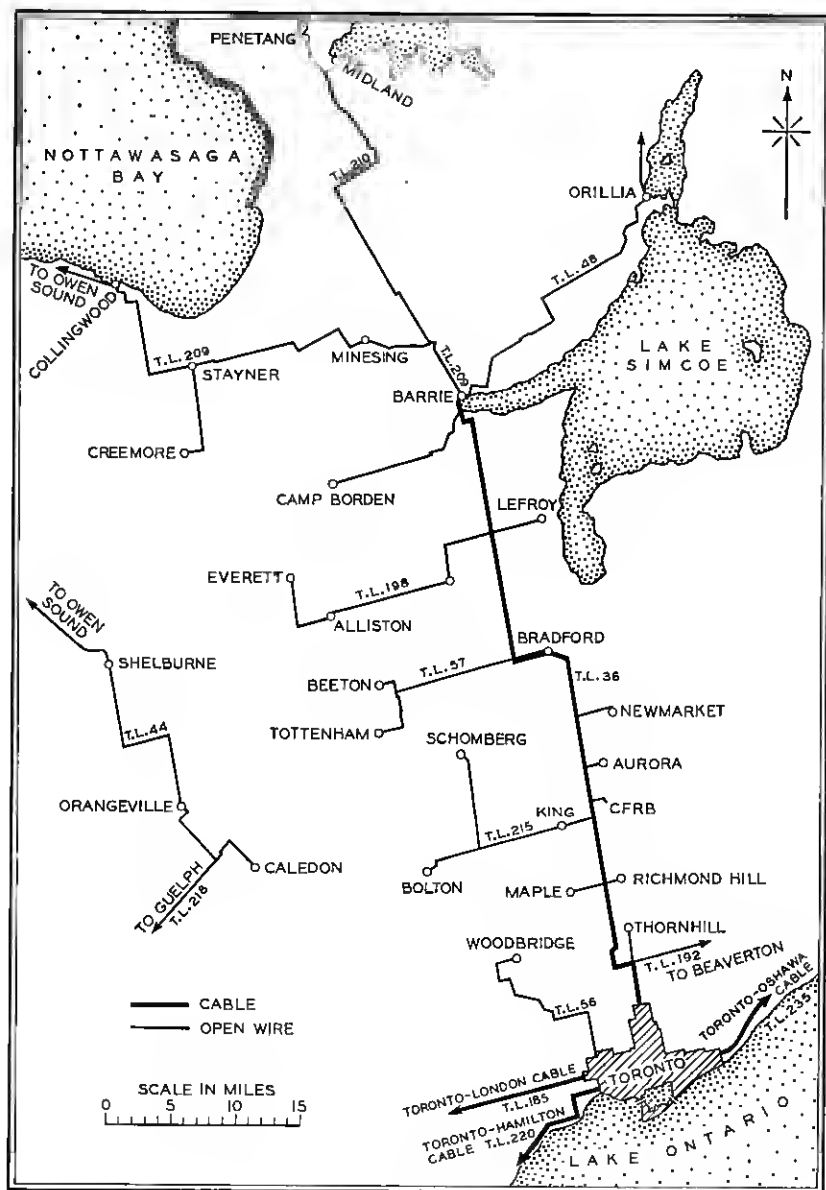 PENETANG
MIDLAND
N
NOTTAWASAGA
BAY
T.L.210
ORILLIA
TO OWEN
SOUND
COLLINGWOOD
T.L.48
T.L.209
STAYNER
MINESING
T.L.209
LAKE
SIMCOE
BARRIE
CREEMORE
CAMP BORDEN
LEFROY
EVERETT
T.L.198
ALLISTON
TO OWEN
SOUND
SHELBURNE
BRADFORD
T.L.57
T.L.36
BEETON
NEWMARKET
TOTTENHAM
SCHOMBERG
T.L.44
AURORA
ORANGEVILLE
KING
CFRB
T.L.215
CALEDON
BOLTON
MAPLE
RICHMOND HILL
TO GUELPH
T.L.218
THORNHILL
WOODBRIDGE
T.L.192
TO BEAVERTON
CABLE
OPEN WIRE
T.L.56
TORONTO-OSHAWA
CABLE
T.L.235
SCALE IN MILES
0 5 10 15
TORONTO
TORONTO-LONDON CABLE
T.L.185
TORONTO-HAMILTON
CABLE T.L.220
LAKE ONTARIO